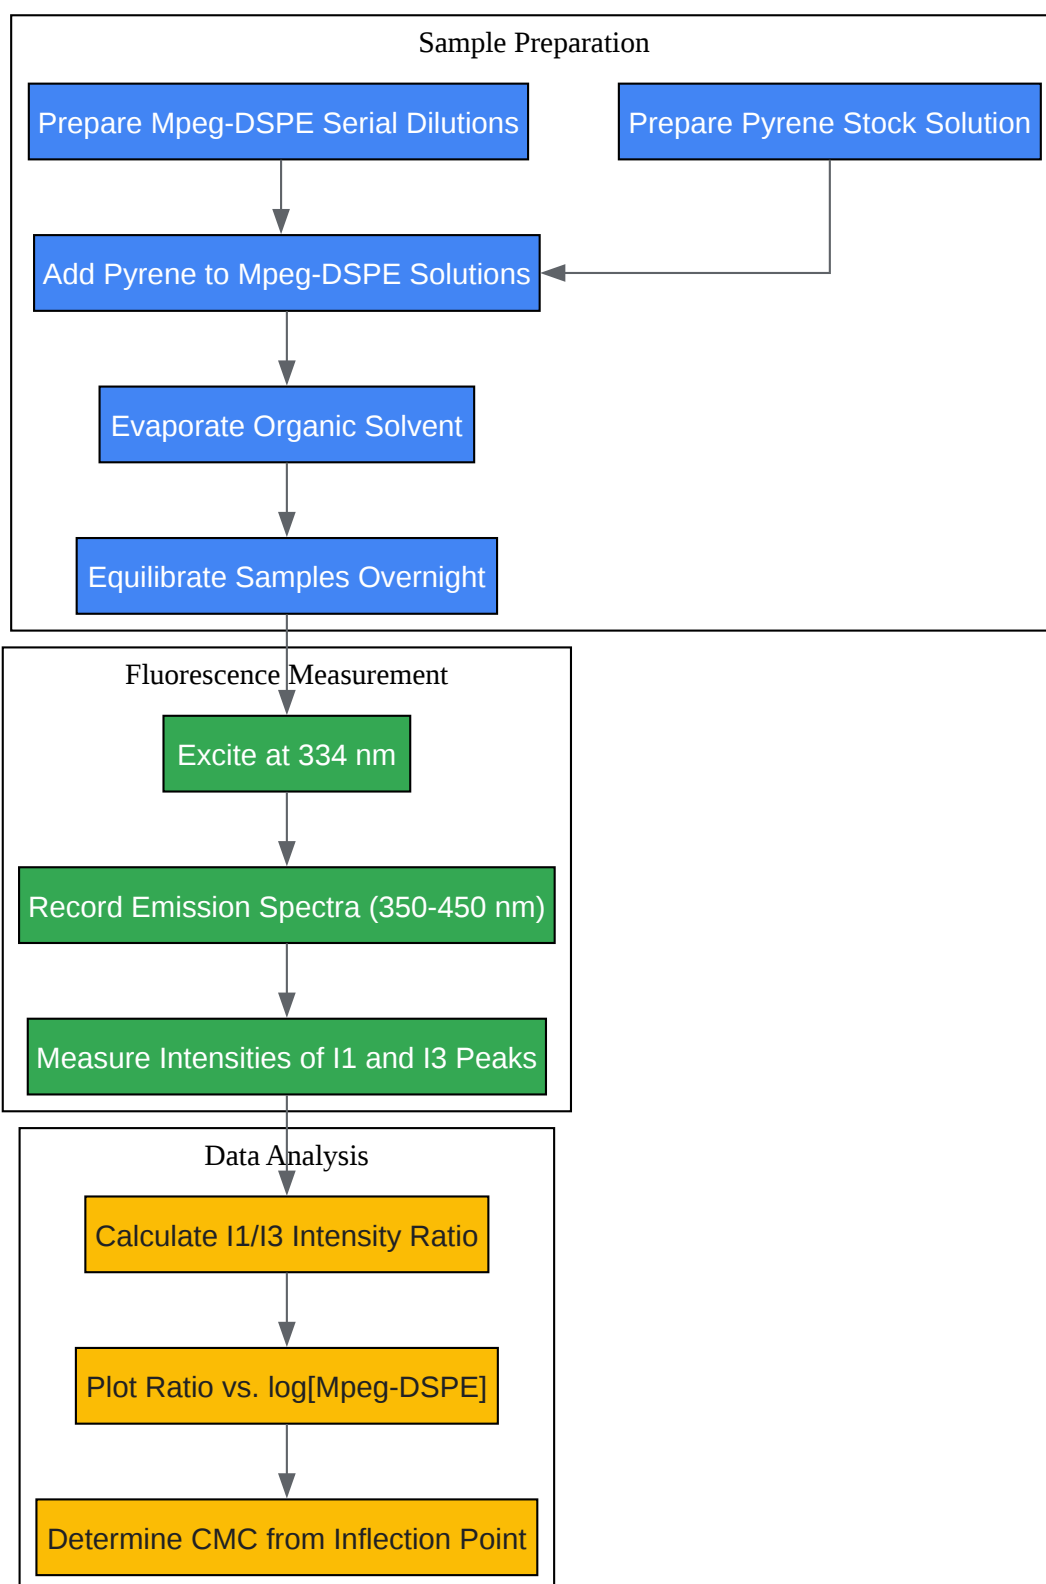 Sample Preparation
Prepare Mpeg-DSPE Serial Dilutions
Prepare Pyrene Stock Solution
Add Pyrene to Mpeg-DSPE Solutions
Evaporate Organic Solvent
Equilibrate Samples Overnight
Fluorescence Measurement
Excite at 334 nm
Record Emission Spectra (350-450 nm)
Measure Intensities of I1 and I3 Peaks
Data Analysis
Calculate I1/I3 Intensity Ratio
Plot Ratio vs. log[Mpeg-DSPE]
Determine CMC from Inflection Point